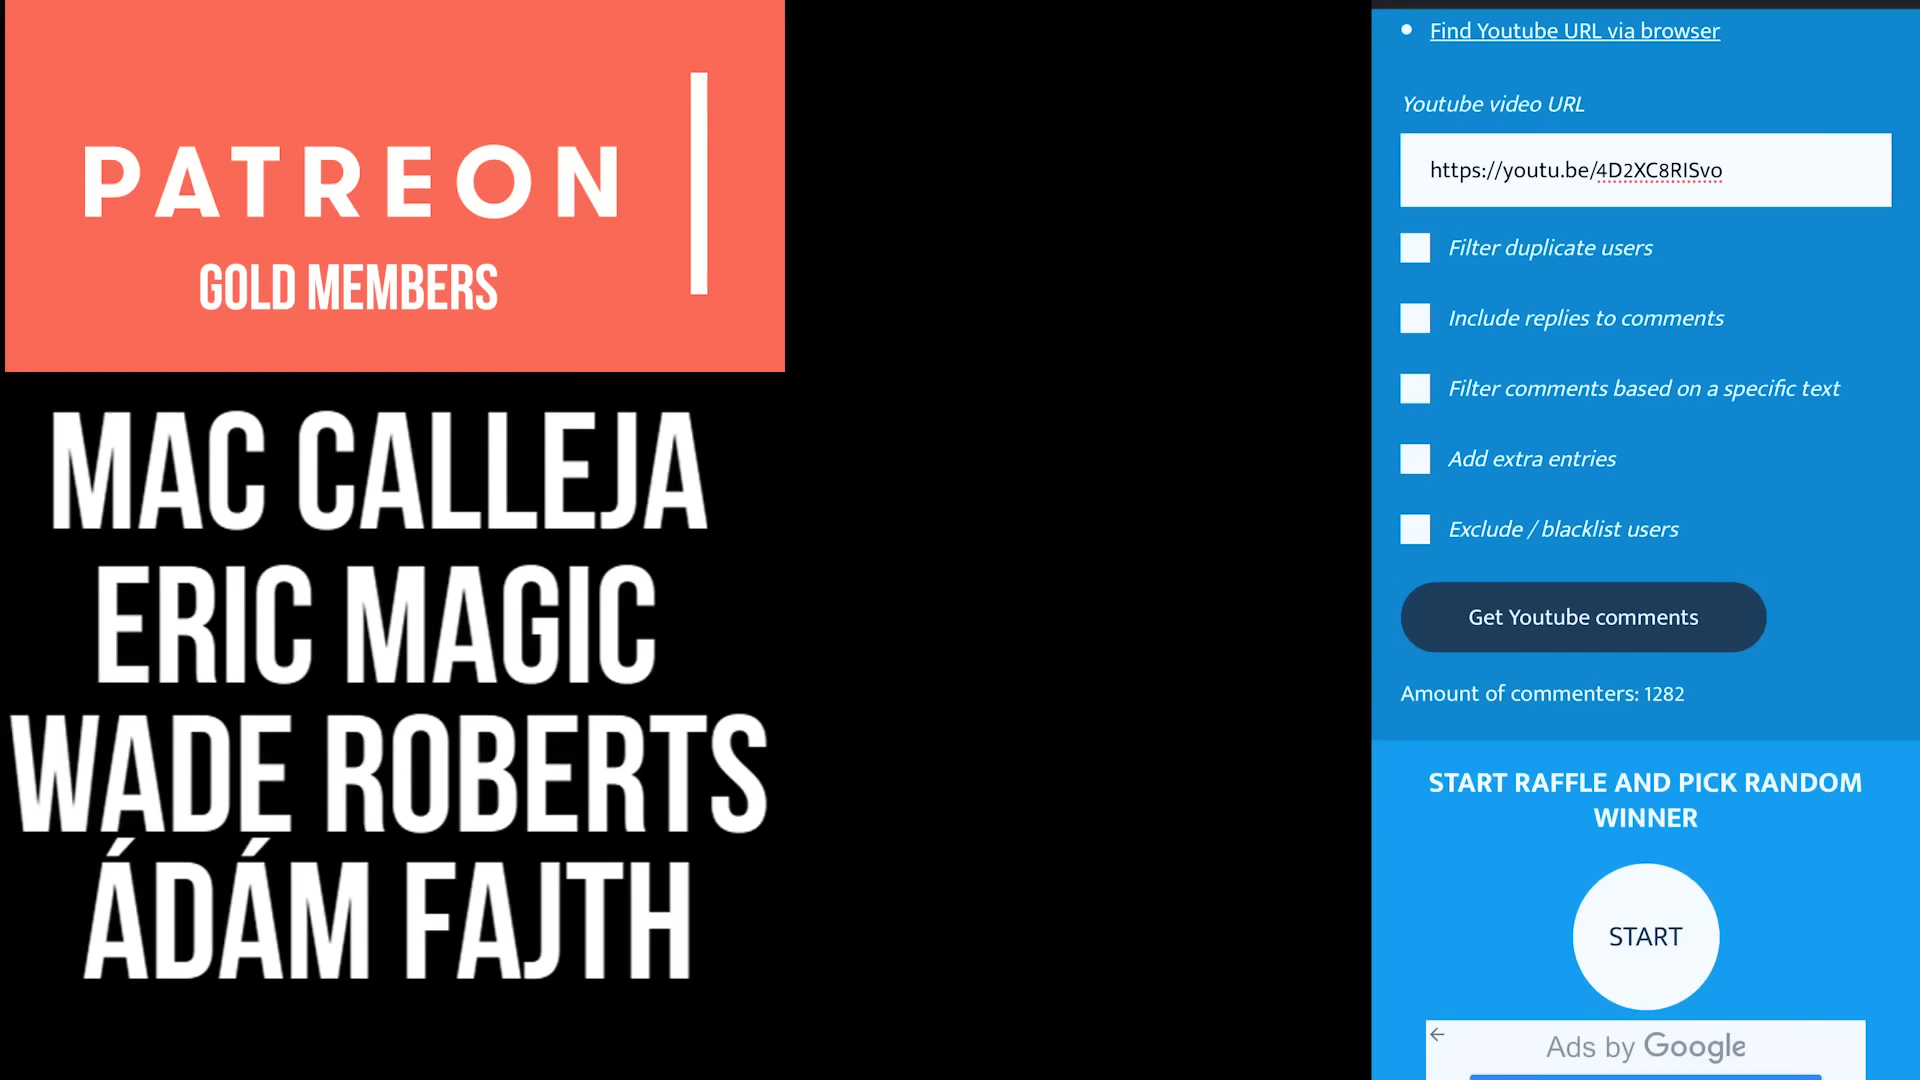 PATREON
GOLD MEMBERS
MAC CALLEJA
ERIC MAGIC
WADE ROBERTS
ÁDÁM FAJTH
Find Youtube URL via browser
Youtube video URL
https://youtu.be/4D2XC8RlSvo
Filter duplicate users
Include replies to comments
Filter comments based on a specific text
Add extra entries
Exclude / blacklist users
Get Youtube comments
Amount of commenters: 1282
START RAFFLE AND PICK RANDOM
WINNER
START
Ads by Google